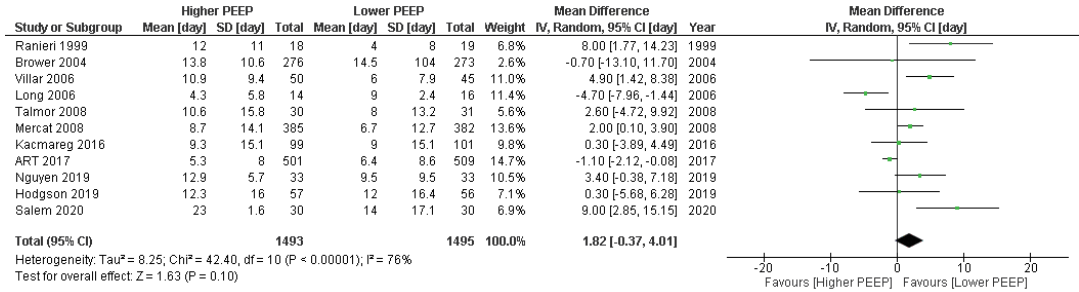 Higher PEEP Lower PEEP Mean Difference Mean Difference
Study or Subgroup Mean [day] SD [day] Total Mean [day] SD [day] Total Weight IV, Random, 95% CI Year IV, Random, 95% CI
Ranieri 1999 12 11 18 4 8 19 6.8% 8.00 [1.77, 14.23] 1999
Brower 2004 13.8 10.6 276 14.5 104 273 2.6% -0.70 [-13.10, 11.70] 2004
Villar 2006 10.9 9.4 50 6 7.9 45 11.1% 4.90 [1.42, 8.38] 2006
Long 2006 4.3 5.8 14 9 2.4 16 11.4% -4.70 [-7.96, -1.44] 2006
Talmor 2008 10.6 15.8 30 8 13.2 31 5.6% 2.60 [-4.72, 9.92] 2008
Mercat 2008 8.7 14.1 385 6.7 12.7 382 13.6% 2.00 [0.10, 3.90] 2008
Kacmareg 2016 9.3 15.1 99 9 15.1 101 9.8% 0.30 [-3.89, 4.49] 2016
ART 2017 5.3 8 501 6.4 8.6 509 14.7% -1.10 [-2.12, -0.08] 2017
Nguyen 2019 12.9 5.7 33 9.5 9.5 33 10.5% 3.40 [-0.38, 7.18] 2019
Hodgson 2019 12.3 16 57 12 16.4 56 7.1% 0.30 [-5.68, 6.28] 2019
Salem 2020 23 1.6 30 14 17.1 30 6.9% 9.00 [2.85, 15.15] 2020
Total (95% CI) 1493 1495 100.0% 1.82 [-0.37, 4.01]
Heterogeneity: Tau² = 8.25; Chi² = 42.40, df = 10 (P < 0.00001); I² = 76%
Test for overall effect: Z = 1.63 (P = 0.10)
-20 -10 0 10 20
Favours [Higher PEEP] Favours [Lower PEEP]